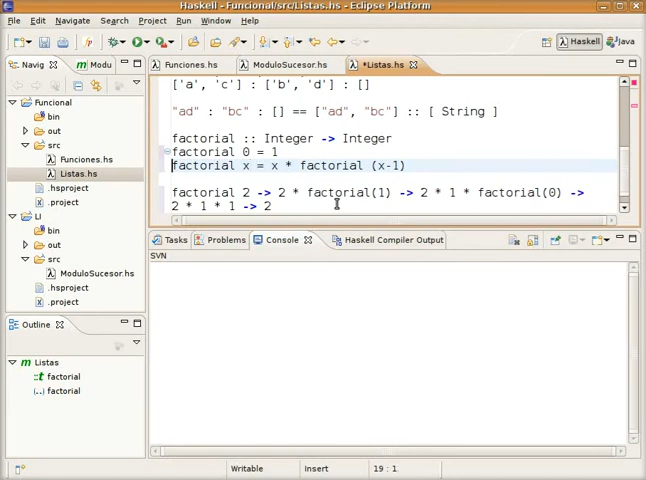 Haskell - Funcional/src/Listas.hs - Eclipse Platform
File Edit Navigate Search Project Run Window Help
Haskell Java
Navig Modu
Funciones.hs ModuloSucesor.hs *Listas.hs
Funcional
bin
out
src
Funciones.hs
Listas.hs
.hsproject
.project
LI
bin
out
src
ModuloSucesor.hs
.hsproject
.project
['a', 'c'] : ['b', 'd'] : []
"ad" : "bc" : [] == ["ad", "bc"] :: [ String ]
factorial :: Integer -> Integer
factorial 0 = 1
factorial x = x * factorial (x-1)
factorial 2 -> 2 * factorial(1) -> 2 * 1 * factorial(0) ->
2 * 1 * 1 -> 2
Tasks Problems Console Haskell Compiler Output
SVN
Outline
Listas
factorial
factorial
Writable Insert 19 : 1